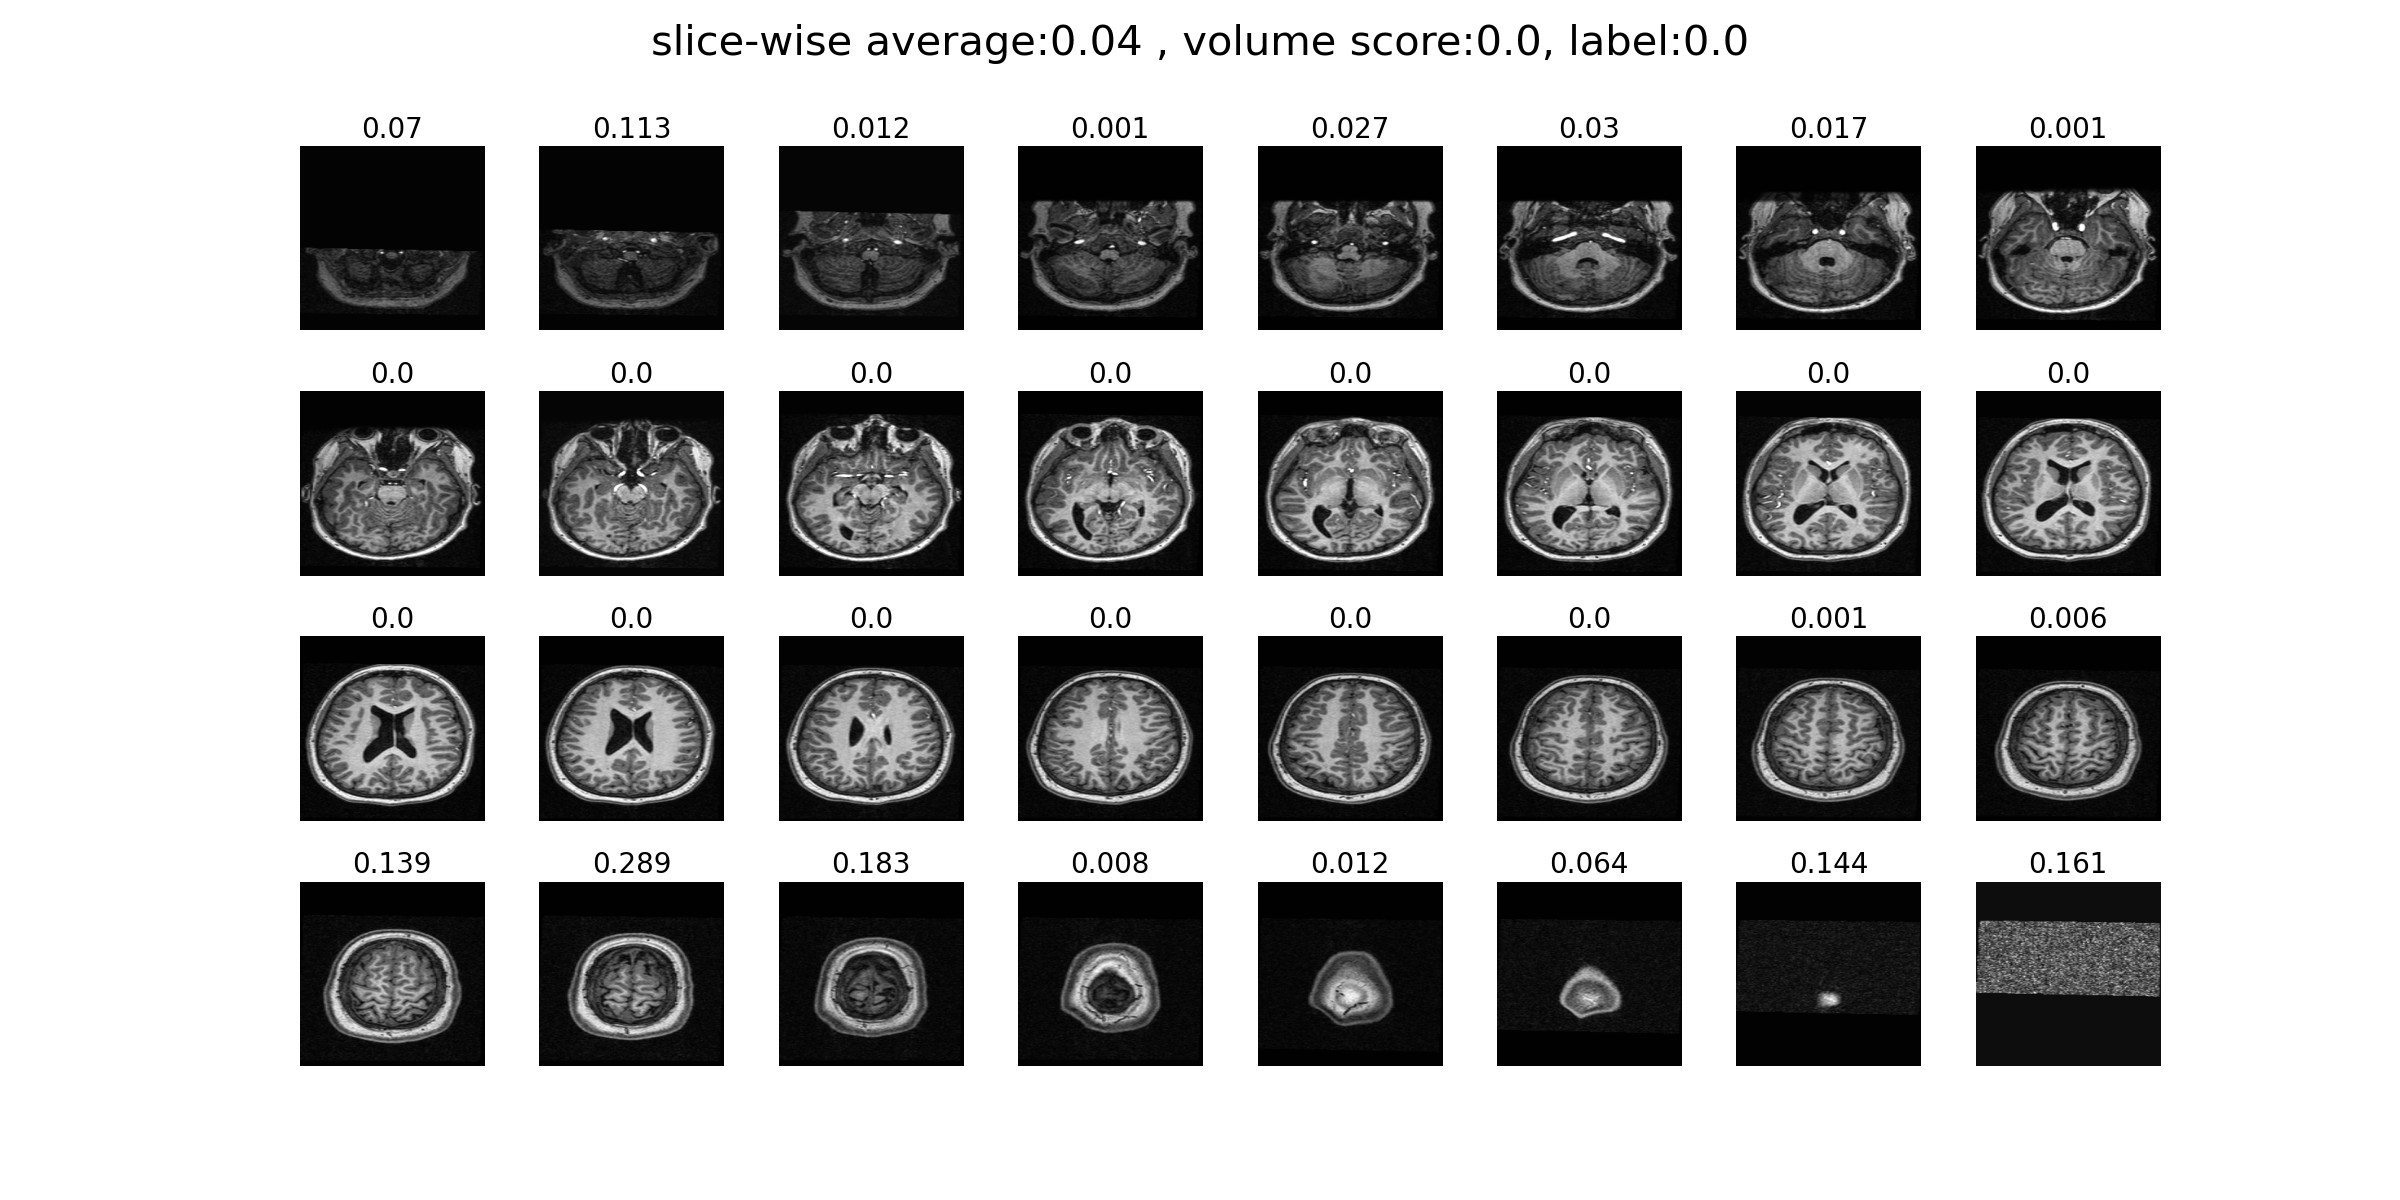 slice-wise average:0.04 , volume score:0.0, label:0.0
0.07 0.113 0.012 0.001 0.027 0.03 0.017 0.001
0.0 0.0 0.0 0.0 0.0 0.0 0.0 0.0
0.0 0.0 0.0 0.0 0.0 0.0 0.001 0.006
0.139 0.289 0.183 0.008 0.012 0.064 0.144 0.161